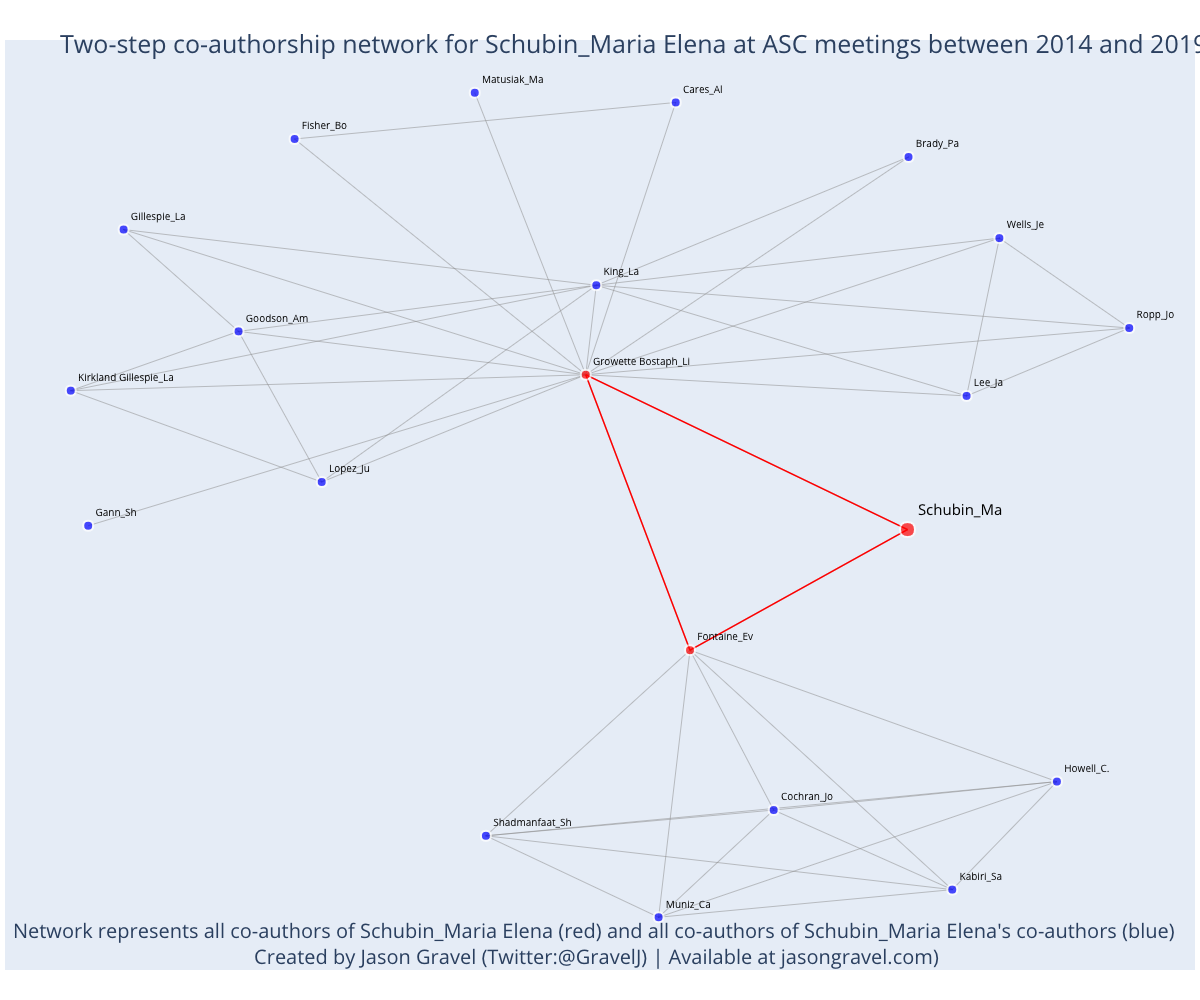 Two-step co-authorship network for Schubin_Maria Elena at ASC meetings between 2014 and 2019
Matusiak_Ma
Cares_Al
Fisher_Bo
Brady_Pa
Gillespie_La
Wells_Je
King_La
Goodson_Am
Ropp_Jo
Growette Bostaph_Li
Kirkland Gillespie_La
Lee_Ja
Lopez_Ju
Gann_Sh
Schubin_Ma
Fontaine_Ev
Howell_C.
Cochran_Jo
Shadmanfaat_Sh
Kabiri_Sa
Muniz_Ca
Network represents all co-authors of Schubin_Maria Elena (red) and all co-authors of Schubin_Maria Elena's co-authors (blue)
Created by Jason Gravel (Twitter:@GravelJ) | Available at jasongravel.com)